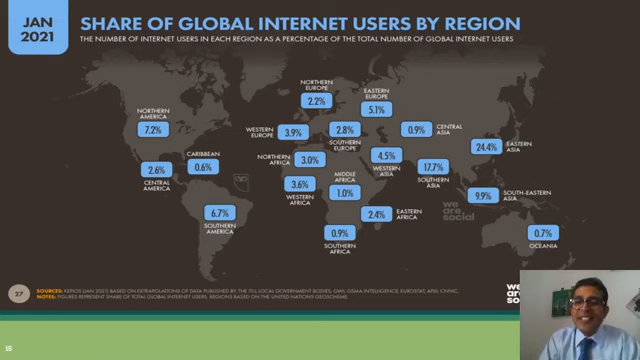 JAN
2021
SHARE OF GLOBAL INTERNET USERS BY REGION
THE NUMBER OF INTERNET USERS IN EACH REGION AS A PERCENTAGE OF THE TOTAL NUMBER OF GLOBAL INTERNET USERS
NORTHERN
AMERICA
7.2%
CENTRAL
AMERICA
2.6%
CARIBBEAN
0.6%
SOUTHERN
AMERICA
6.7%
NORTHERN
EUROPE
2.2%
WESTERN
EUROPE
3.9%
EASTERN
EUROPE
5.1%
SOUTHERN
EUROPE
2.8%
NORTHERN
AFRICA
3.0%
WESTERN
AFRICA
3.6%
MIDDLE
AFRICA
1.0%
EASTERN
AFRICA
2.4%
SOUTHERN
AFRICA
0.9%
WESTERN
ASIA
4.5%
CENTRAL
ASIA
0.9%
SOUTHERN
ASIA
17.7%
EASTERN
ASIA
24.4%
SOUTH-EASTERN
ASIA
9.9%
OCEANIA
0.7%
we
are
social
27
SOURCES: KEPIOS (JAN 2021) BASED ON EXTRAPOLATIONS OF DATA PUBLISHED BY: ITU; LOCAL GOVERNMENT BODIES; GWI; GSMA INTELLIGENCE; EUROSTAT; APJII; CNNIC.
NOTES: FIGURES REPRESENT SHARE OF TOTAL GLOBAL INTERNET USERS. REGIONS BASED ON THE UNITED NATIONS GEOSCHEME
we
are
social
18